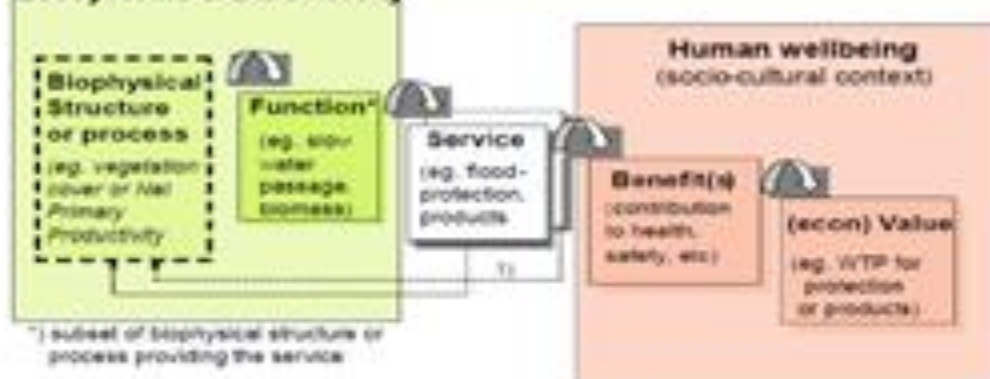 Biophysical
Structure
or process
(eg. vegetation
cover or Net
Primary
Productivity
Function*
(eg. slow
water
passage,
biomass)
Service
(eg. flood-
protection,
products
Human wellbeing
(socio-cultural context)
Benefit(s)
(contribution
to health,
safety, etc)
(econ) Value
(eg. WTP for
protection
or products)
*) subset of biophysical structure or
process providing the service